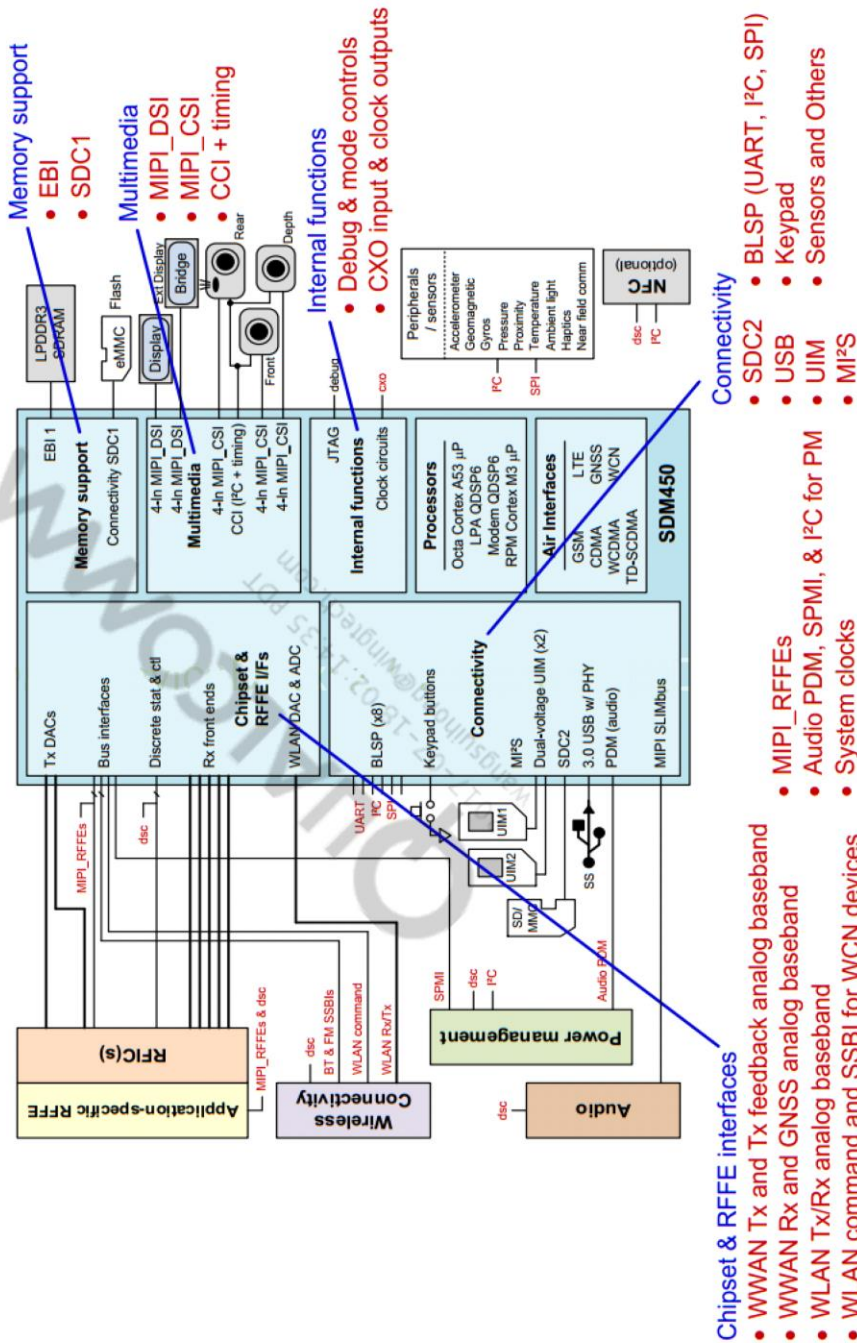 Memory support
• EBI
• SDC1
Multimedia
• MIPI_DSI
• MIPI_CSI
• CCI + timing
Internal functions
• Debug & mode controls
• CXO input & clock outputs
LPDDR3
SDRAM
eMMC
Flash
Display
Ext Display
Bridge
Rear
Front
Depth
debug
cxo
Peripherals
/ sensors
Accelerometer
Geomagnetic
Gyros
Pressure
Proximity
Temperature
Ambient light
Haptics
Near field comm
I²C
SPI
NFC
(optional)
dsc
I²C
EBI 1
Memory support
Connectivity SDC1
4-ln MIPI_DSI
4-ln MIPI_DSI
Multimedia
4-ln MIPI_CSI
CCI (I²C + timing)
4-ln MIPI_CSI
4-ln MIPI_CSI
JTAG
Internal functions
Clock circuits
Processors
Octa Cortex A53 µP
LPA QDSP6
Modem QDSP6
RPM Cortex M3 µP
Air Interfaces
GSM LTE
CDMA GNSS
WCDMA WCN
TD-SCDMA
SDM450
Tx DACs
Bus interfaces
Discrete stat & ctl
Chipset &
RFFE I/Fs
Rx front ends
WLAN DAC & ADC
BLSP (x8)
Keypad buttons
Connectivity
MI²S
Dual-voltage UIM (x2)
SDC2
3.0 USB w/ PHY
PDM (audio)
MIPI SLIMbus
MIPI_RFFEs
dsc
UART
I²C
SPI
UIM1
UIM2
SD/
MMC
SS
Application-specific RFFE
RFIC(s)
MIPI_RFFEs & dsc
Wireless
Connectivity
dsc
BT & FM SSBIs
WLAN command
WLAN Rx/Tx
Power management
SPMI
dsc
I²C
Audio PDM
Audio
dsc
Chipset & RFFE interfaces
• WWAN Tx and Tx feedback analog baseband
• WWAN Rx and GNSS analog baseband
• WLAN Tx/Rx analog baseband
• WLAN command and SSBI for WCN devices
• MIPI_RFFEs
• Audio PDM, SPMI, & I²C for PM
• System clocks
Connectivity
• SDC2
• USB
• UIM
• MI²S
• BLSP (UART, I²C, SPI)
• Keypad
• Sensors and Others